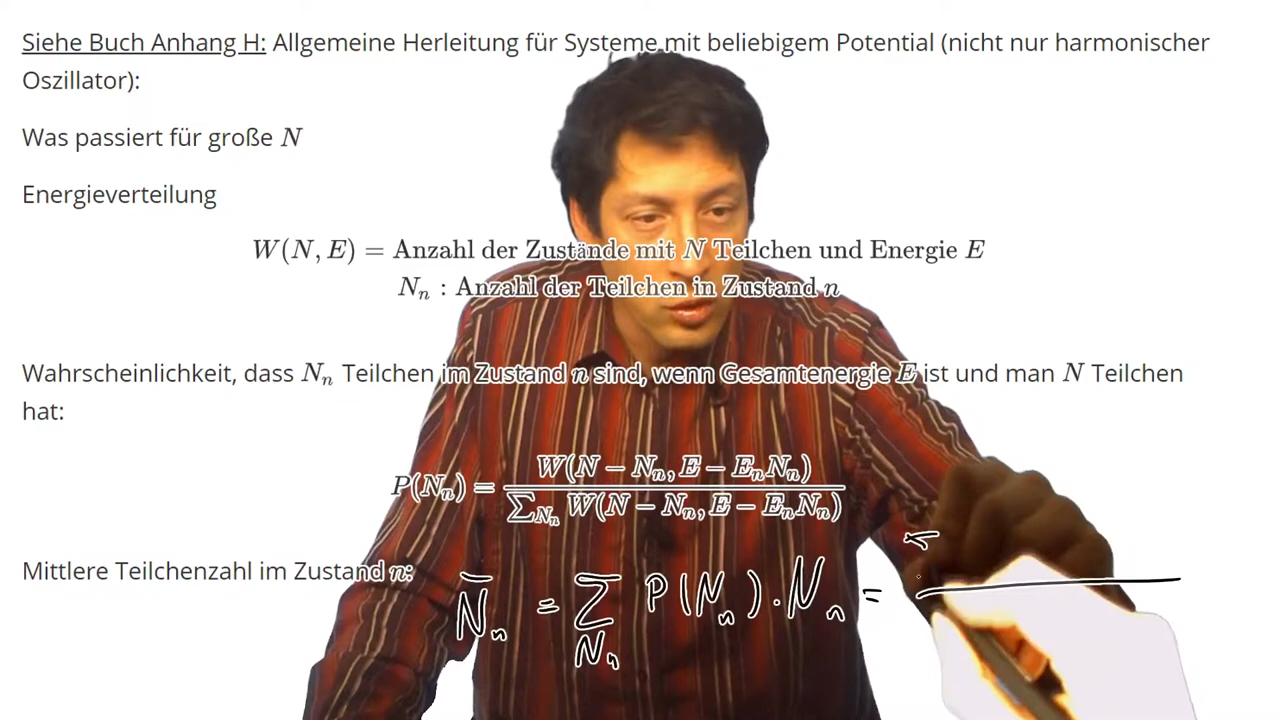 Siehe Buch Anhang H: Allgemeine Herleitung für Systeme mit beliebigem Potential (nicht nur harmonischer
Oszillator):
Was passiert für große N
Energieverteilung
W(N, E) = Anzahl der Zustände mit N Teilchen und Energie E
N_n : Anzahl der Teilchen in Zustand n
Wahrscheinlichkeit, dass N_n Teilchen im Zustand n sind, wenn Gesamtenergie E ist und man N Teilchen
hat:
P(N_n) = \frac{W(N − N_n, E − E_n N_n)}{∑_{N_n} W(N − N_n, E − E_n N_n)}
Mittlere Teilchenzahl im Zustand n: \bar{N}_n = ∑_{N_n} P(N_n) · N_n =